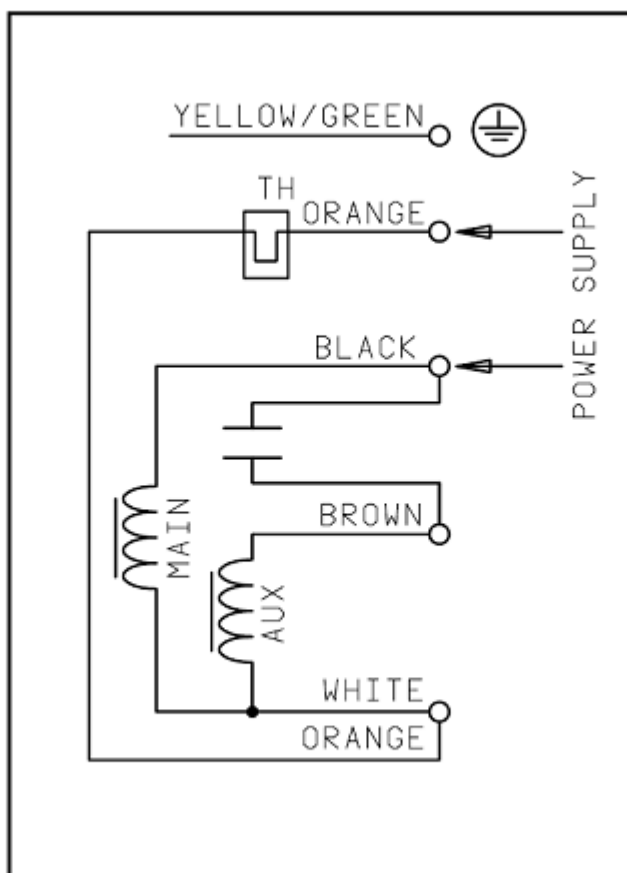 YELLOW/GREEN
TH
ORANGE
POWER SUPPLY
BLACK
BROWN
MAIN
AUX
WHITE
ORANGE